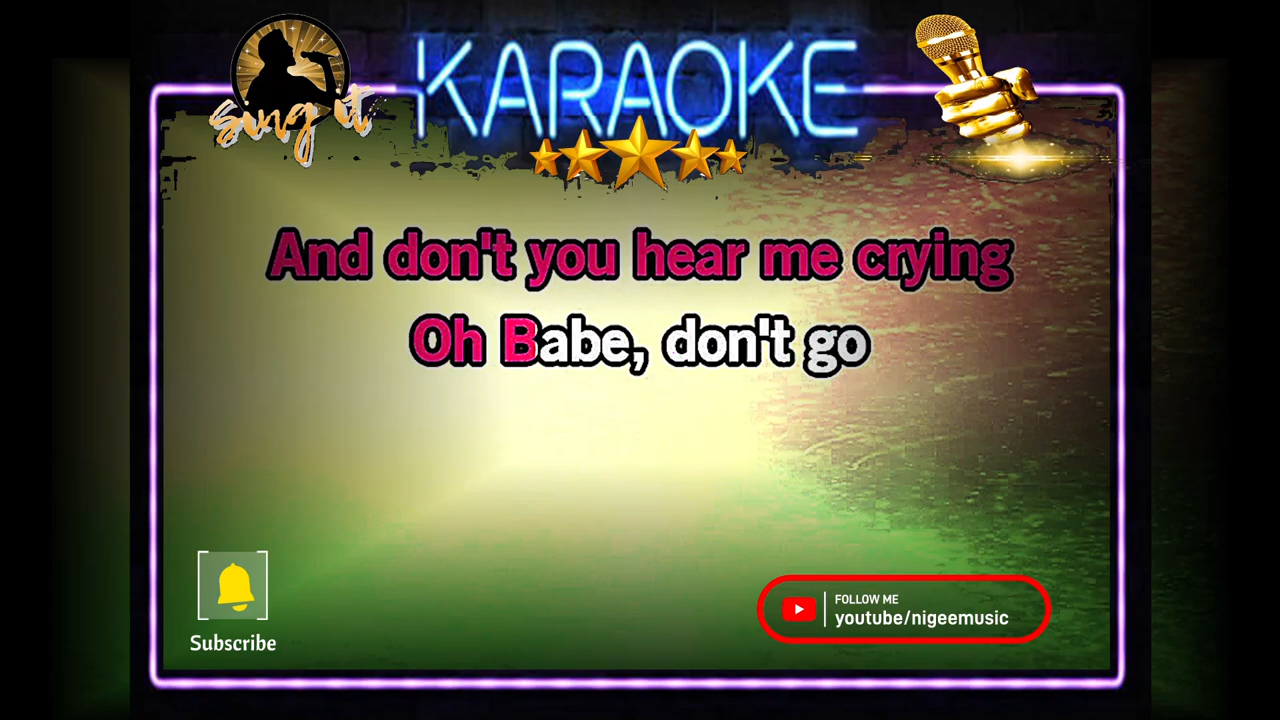 KARAOKE
sing it
And don't you hear me crying
Oh Babe, don't go
Subscribe
FOLLOW ME
youtube/nigeemusic